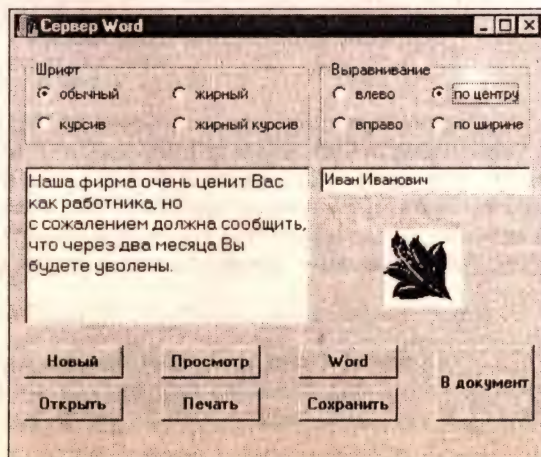 Сервер Word
Шрифт
обычный жирный
курсив жирный курсив
Выравнивание
влево по центру
вправо по ширине
Наша фирма очень ценит Вас
как работника, но
с сожалением должна сообщить,
что через два месяца Вы
будете уволены.
Иван Иванович
Новый Просмотр Word
В документ
Открыть Печать Сохранить